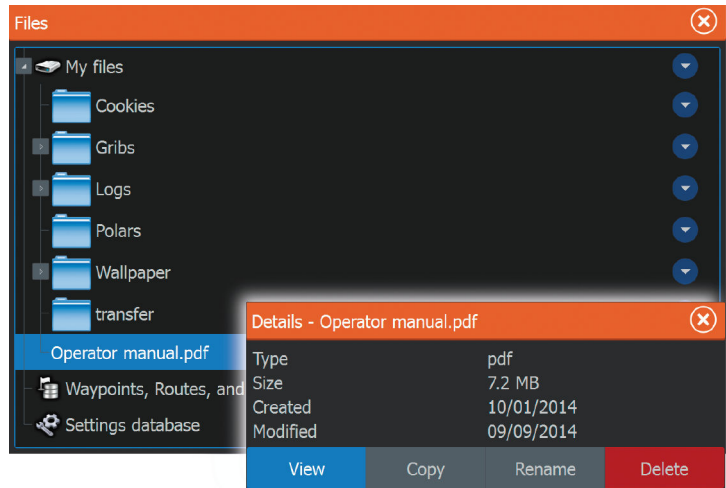 Files
My files
Cookies
Gribs
Logs
Polars
Wallpaper
transfer
Operator manual.pdf
Waypoints, Routes, and
Settings database
Details - Operator manual.pdf
Type pdf
Size 7.2 MB
Created 10/01/2014
Modified 09/09/2014
View Copy Rename Delete